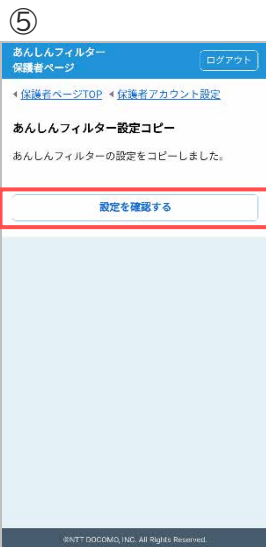 ⑤
あんしんフィルター
保護者ページ
ログアウト
保護者ページTOP 保護者アカウント設定
あんしんフィルター設定コピー
あんしんフィルターの設定をコピーしました。
設定を確認する
©NTT DOCOMO, INC. All Rights Reserved.